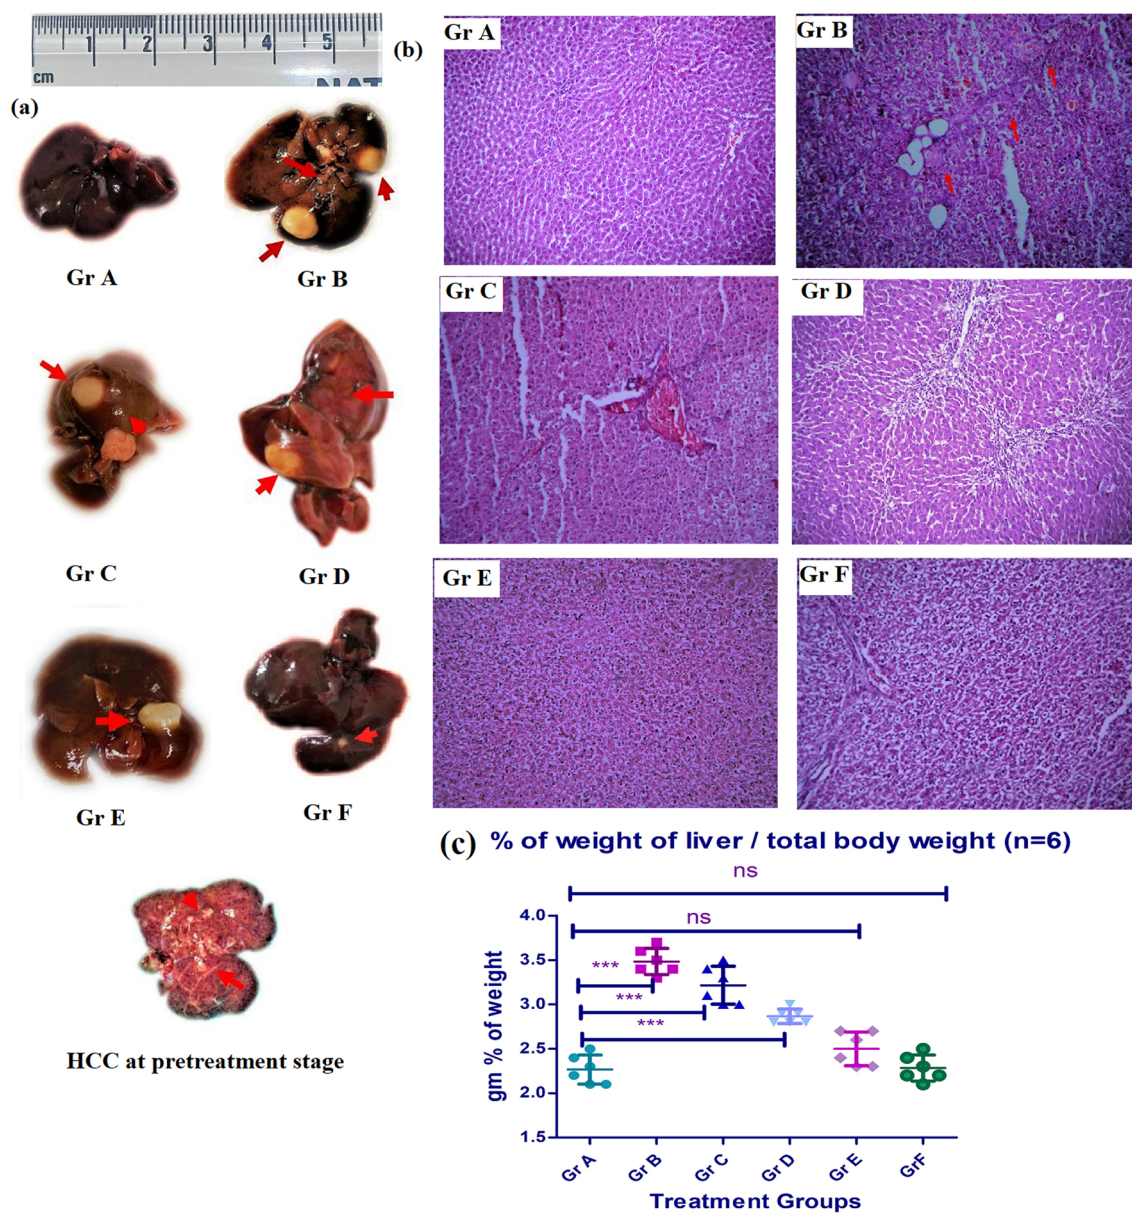 1 2 3 4 5
cm
NAT
(a)
(b)
Gr A
Gr B
Gr C
Gr D
Gr E
Gr F
HCC at pretreatment stage
Gr A
Gr B
Gr C
Gr D
Gr E
Gr F
(c) % of weight of liver / total body weight (n=6)
ns
ns
***
***
***
gm % of weight
4.0
3.5
3.0
2.5
2.0
1.5
Gr A
Gr B
Gr C
Gr D
Gr E
GrF
Treatment Groups